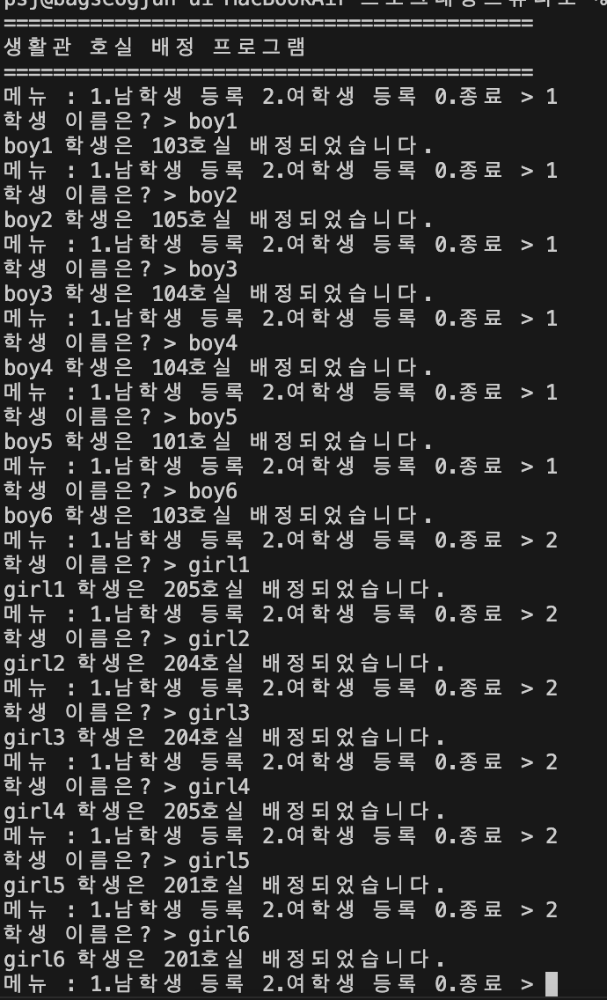 ===========================================
생활관 호실 배정 프로그램
===========================================
메뉴 : 1.남학생 등록 2.여학생 등록 0.종료 > 1
학생 이름은? > boy1
boy1 학생은 103호실 배정되었습니다.
메뉴 : 1.남학생 등록 2.여학생 등록 0.종료 > 1
학생 이름은? > boy2
boy2 학생은 105호실 배정되었습니다.
메뉴 : 1.남학생 등록 2.여학생 등록 0.종료 > 1
학생 이름은? > boy3
boy3 학생은 104호실 배정되었습니다.
메뉴 : 1.남학생 등록 2.여학생 등록 0.종료 > 1
학생 이름은? > boy4
boy4 학생은 104호실 배정되었습니다.
메뉴 : 1.남학생 등록 2.여학생 등록 0.종료 > 1
학생 이름은? > boy5
boy5 학생은 101호실 배정되었습니다.
메뉴 : 1.남학생 등록 2.여학생 등록 0.종료 > 1
학생 이름은? > boy6
boy6 학생은 103호실 배정되었습니다.
메뉴 : 1.남학생 등록 2.여학생 등록 0.종료 > 2
학생 이름은? > girl1
girl1 학생은 205호실 배정되었습니다.
메뉴 : 1.남학생 등록 2.여학생 등록 0.종료 > 2
학생 이름은? > girl2
girl2 학생은 204호실 배정되었습니다.
메뉴 : 1.남학생 등록 2.여학생 등록 0.종료 > 2
학생 이름은? > girl3
girl3 학생은 204호실 배정되었습니다.
메뉴 : 1.남학생 등록 2.여학생 등록 0.종료 > 2
학생 이름은? > girl4
girl4 학생은 205호실 배정되었습니다.
메뉴 : 1.남학생 등록 2.여학생 등록 0.종료 > 2
학생 이름은? > girl5
girl5 학생은 201호실 배정되었습니다.
메뉴 : 1.남학생 등록 2.여학생 등록 0.종료 > 2
학생 이름은? > girl6
girl6 학생은 201호실 배정되었습니다.
메뉴 : 1.남학생 등록 2.여학생 등록 0.종료 >